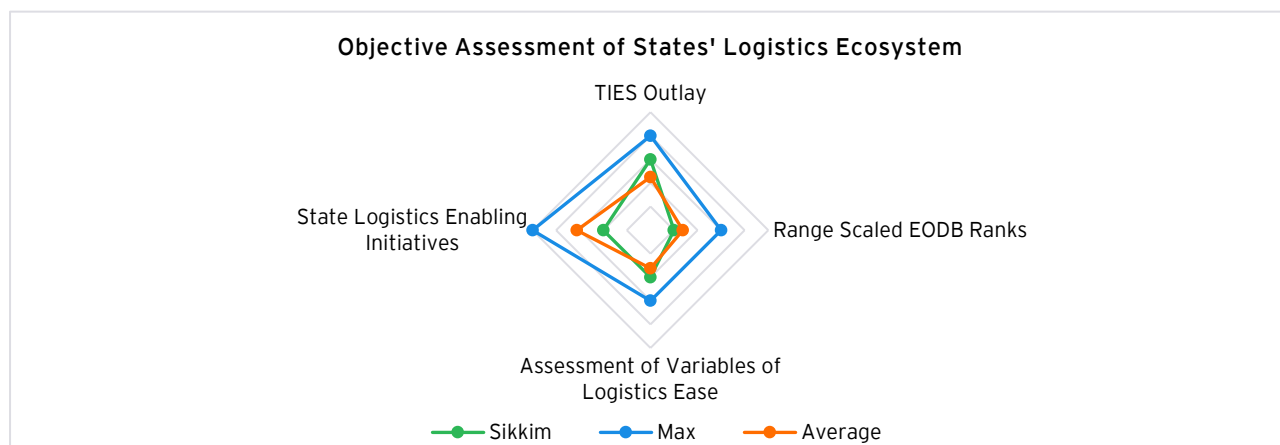 Objective Assessment of States' Logistics Ecosystem
TIES Outlay
State Logistics Enabling
Initiatives
Range Scaled EODB Ranks
Assessment of Variables of
Logistics Ease
Sikkim
Max
Average